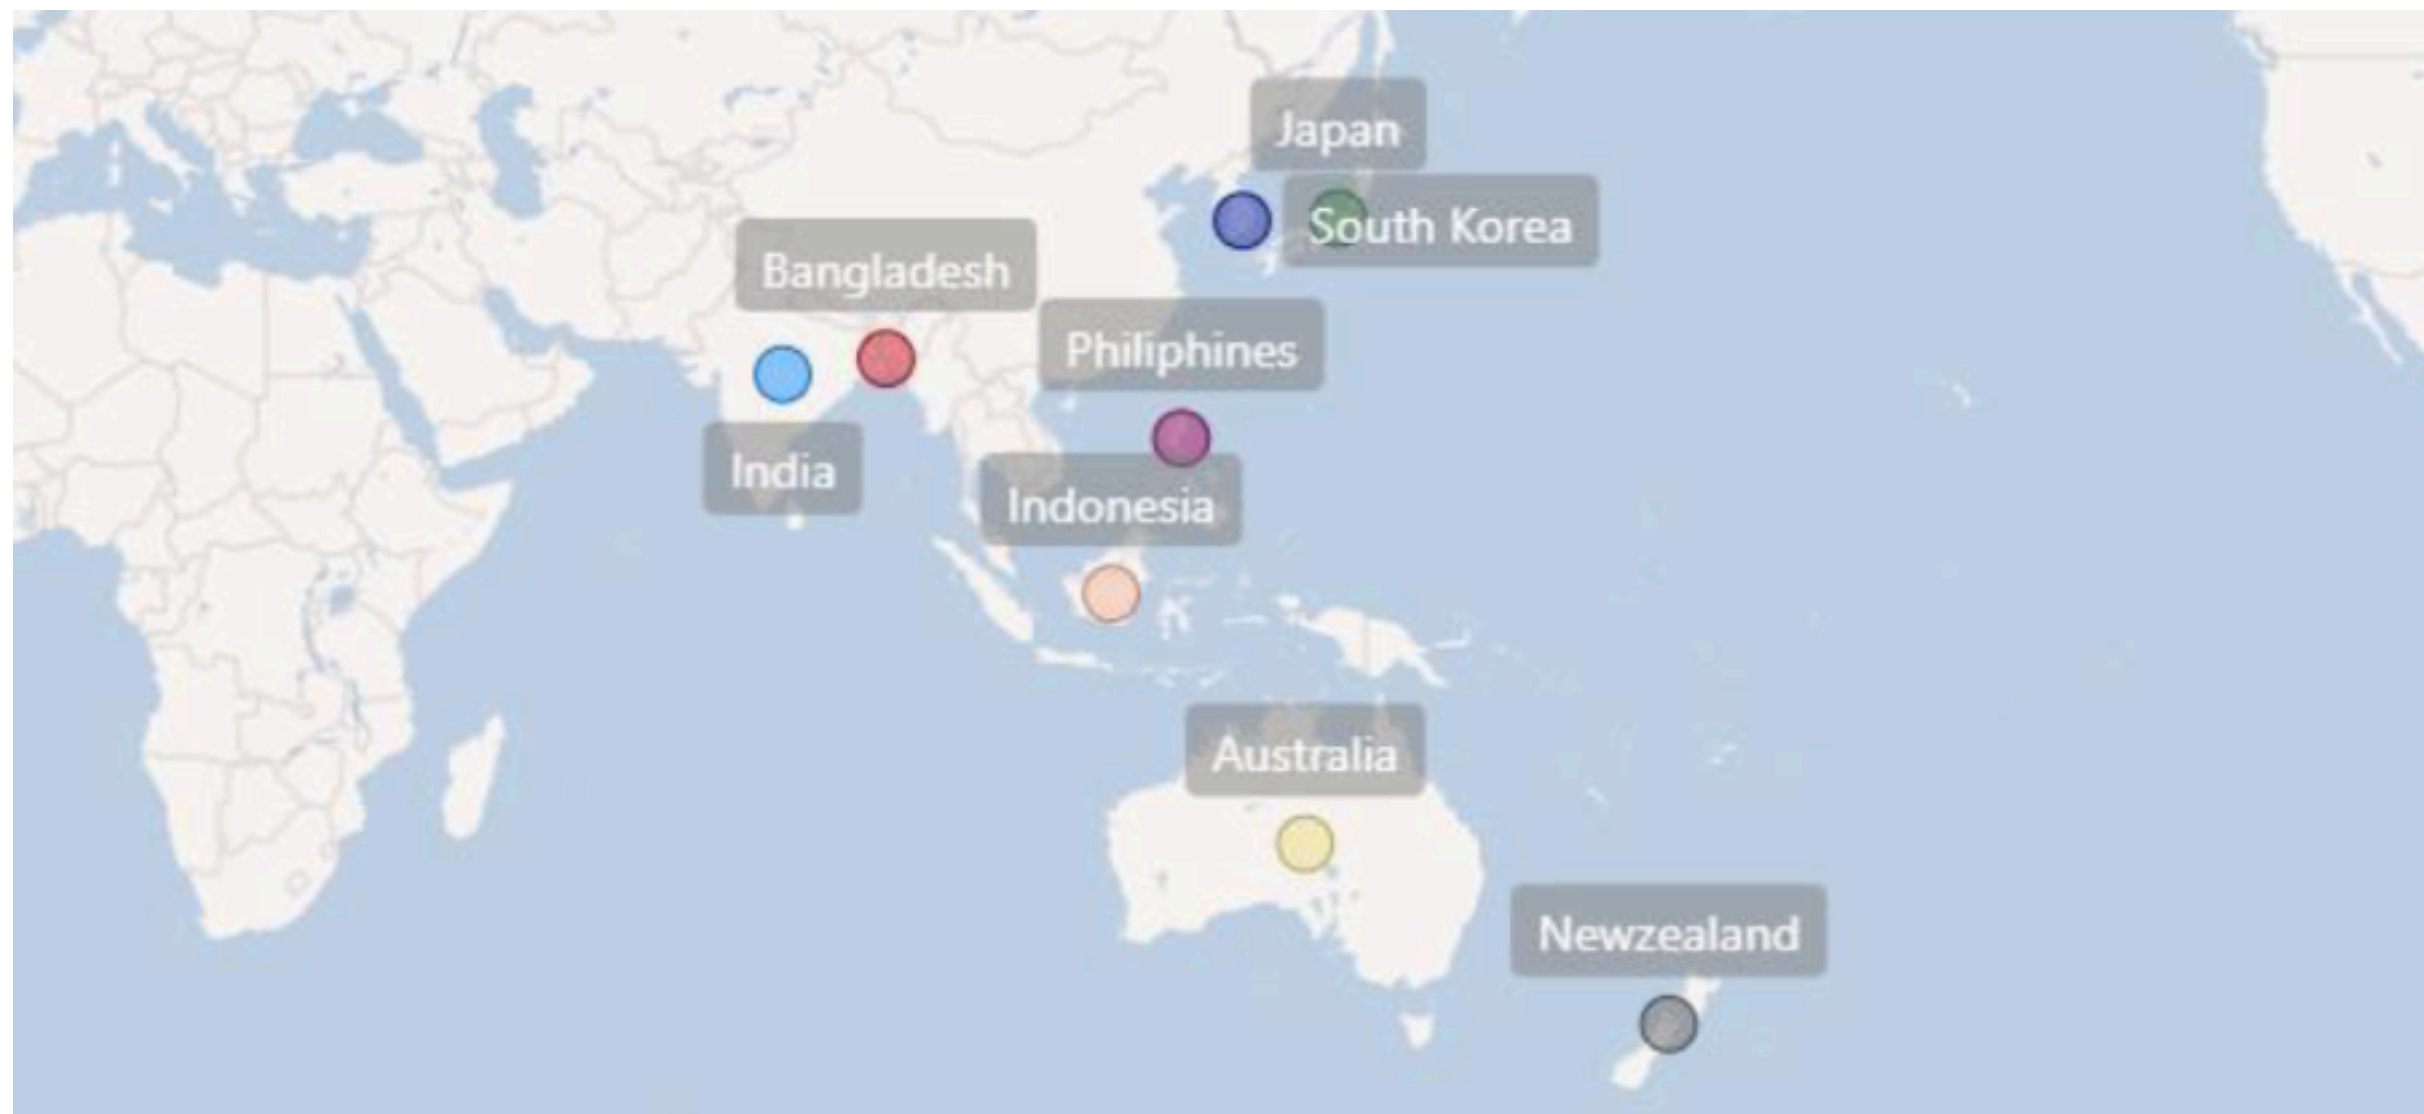 Japan
South Korea
Bangladesh
Philiphines
India
Indonesia
Australia
Newzealand